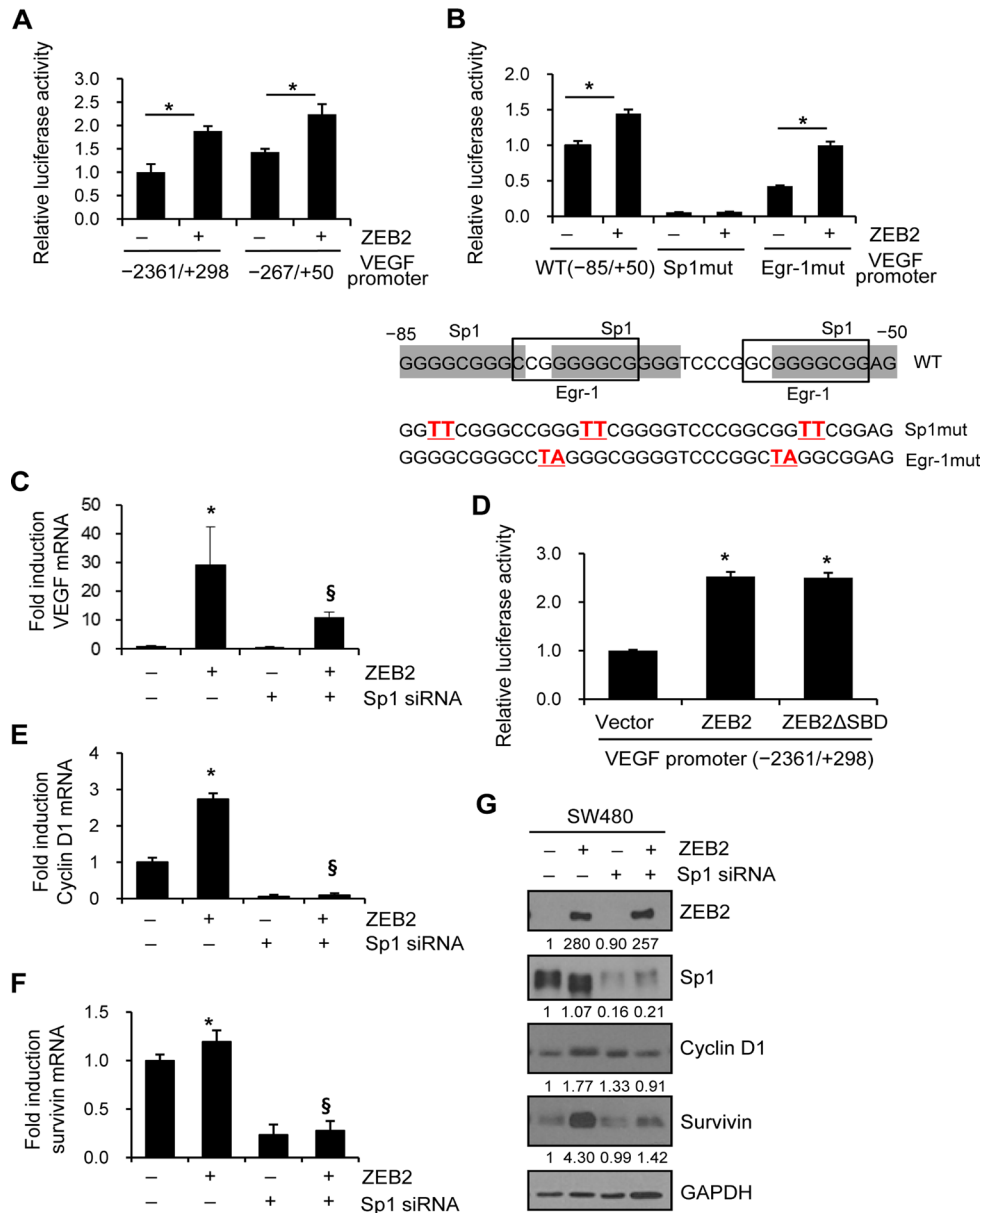 A
Relative luciferase activity
3.0
2.5
2.0
1.5
1.0
0.5
0.0
*
*
– + – + ZEB2
−2361/+298 −267/+50 VEGF promoter
B
Relative luciferase activity
2.0
1.5
1.0
0.5
0.0
*
*
– + – + – + ZEB2
WT(−85/+50) Sp1mut Egr-1mut VEGF promoter
−85 Sp1 Sp1 Sp1 −50
GGGGCGGGCCGGGGGCGGGGTCCCGGCGGGGCGGAG WT
Egr-1 Egr-1
GGTTCGGGCCGGGTTCGGGGTCCCGGCGGTTCGGAG Sp1mut
GGGGCGGGCCTAGGGCGGGGTCCCGGCTAGGCGGAG Egr-1mut
C
Fold induction
VEGF mRNA
50
40
30
20
10
0
*
§
– + – + ZEB2
– – + + Sp1 siRNA
D
Relative luciferase activity
3.0
2.0
1.0
0.0
*
*
Vector ZEB2 ZEB2ΔSBD
VEGF promoter (−2361/+298)
E
Fold induction
Cyclin D1 mRNA
4
3
2
1
0
*
§
– + – + ZEB2
– – + + Sp1 siRNA
F
Fold induction
survivin mRNA
1.5
1.0
0.5
0.0
*
§
– + – + ZEB2
– – + + Sp1 siRNA
G
SW480
– + – + ZEB2
– – + + Sp1 siRNA
ZEB2
1 280 0.90 257
Sp1
1 1.07 0.16 0.21
Cyclin D1
1 1.77 1.33 0.91
Survivin
1 4.30 0.99 1.42
GAPDH